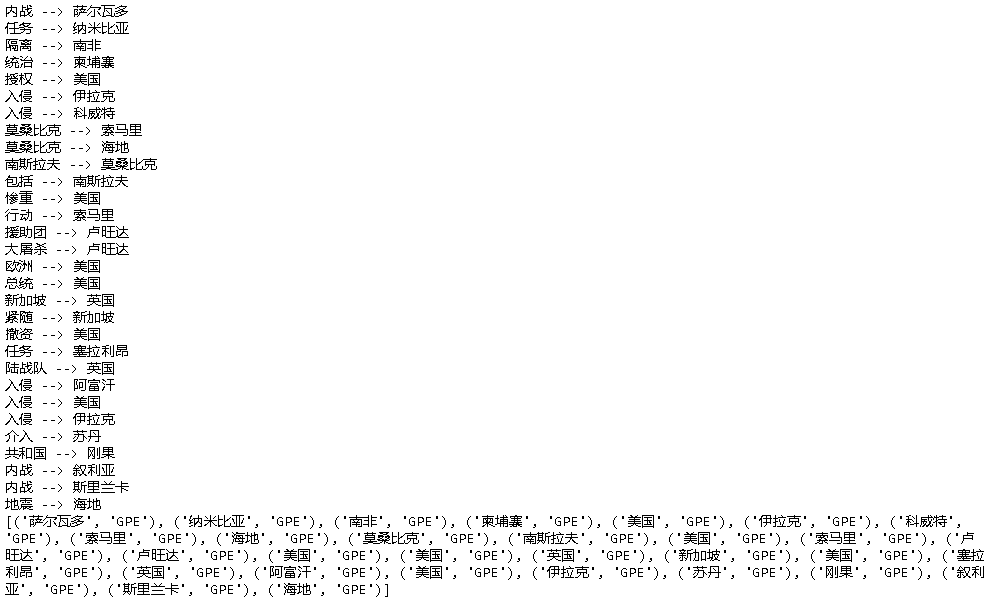 内战 --> 萨尔瓦多
任务 --> 纳米比亚
隔离 --> 南非
统治 --> 柬埔寨
授权 --> 美国
入侵 --> 伊拉克
入侵 --> 科威特
莫桑比克 --> 索马里
莫桑比克 --> 海地
南斯拉夫 --> 莫桑比克
包括 --> 南斯拉夫
惨重 --> 美国
行动 --> 索马里
援助团 --> 卢旺达
大屠杀 --> 卢旺达
欧洲 --> 美国
总统 --> 美国
新加坡 --> 英国
紧随 --> 新加坡
撤资 --> 美国
任务 --> 塞拉利昂
陆战队 --> 英国
入侵 --> 阿富汗
入侵 --> 美国
入侵 --> 伊拉克
介入 --> 苏丹
共和国 --> 刚果
内战 --> 叙利亚
内战 --> 斯里兰卡
地震 --> 海地
[('萨尔瓦多', 'GPE'), ('纳米比亚', 'GPE'), ('南非', 'GPE'), ('柬埔寨', 'GPE'), ('美国', 'GPE'), ('伊拉克', 'GPE'), ('科威特',
'GPE'), ('索马里', 'GPE'), ('海地', 'GPE'), ('莫桑比克', 'GPE'), ('南斯拉夫', 'GPE'), ('美国', 'GPE'), ('索马里', 'GPE'), ('卢
旺达', 'GPE'), ('卢旺达', 'GPE'), ('美国', 'GPE'), ('美国', 'GPE'), ('英国', 'GPE'), ('新加坡', 'GPE'), ('美国', 'GPE'), ('塞拉
利昂', 'GPE'), ('英国', 'GPE'), ('阿富汗', 'GPE'), ('美国', 'GPE'), ('伊拉克', 'GPE'), ('苏丹', 'GPE'), ('刚果', 'GPE'), ('叙利
亚', 'GPE'), ('斯里兰卡', 'GPE'), ('海地', 'GPE')]